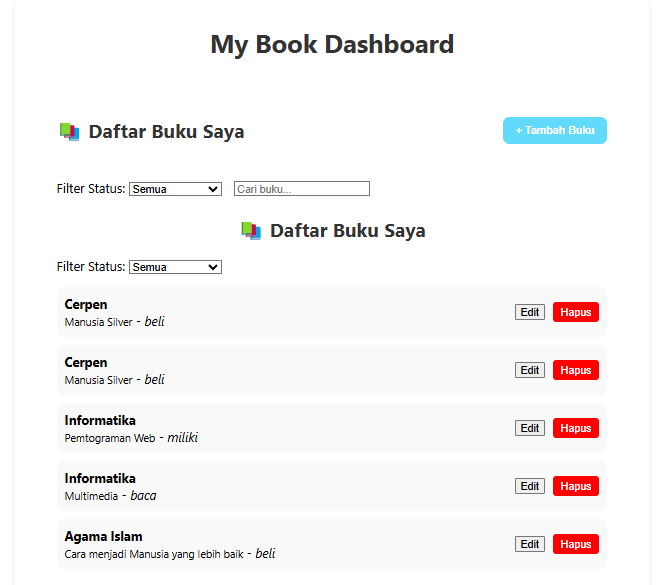 My Book Dashboard
Daftar Buku Saya
+ Tambah Buku
Filter Status: Semua Cari buku...
Daftar Buku Saya
Filter Status: Semua
Cerpen
Manusia Silver - beli
Edit Hapus
Cerpen
Manusia Silver - beli
Edit Hapus
Informatika
Pemtograman Web - miliki
Edit Hapus
Informatika
Multimedia - baca
Edit Hapus
Agama Islam
Cara menjadi Manusia yang lebih baik - beli
Edit Hapus